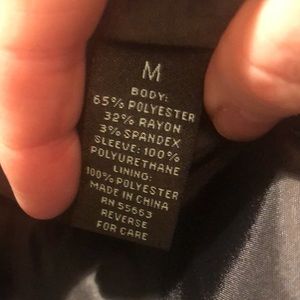 M
BODY:
65% POLYESTER
32% RAYON
3% SPANDEX
SLEEVE: 100%
POLYURETHANE
LINING:
100% POLYESTER
MADE IN CHINA
RN 55663
REVERSE
FOR CARE